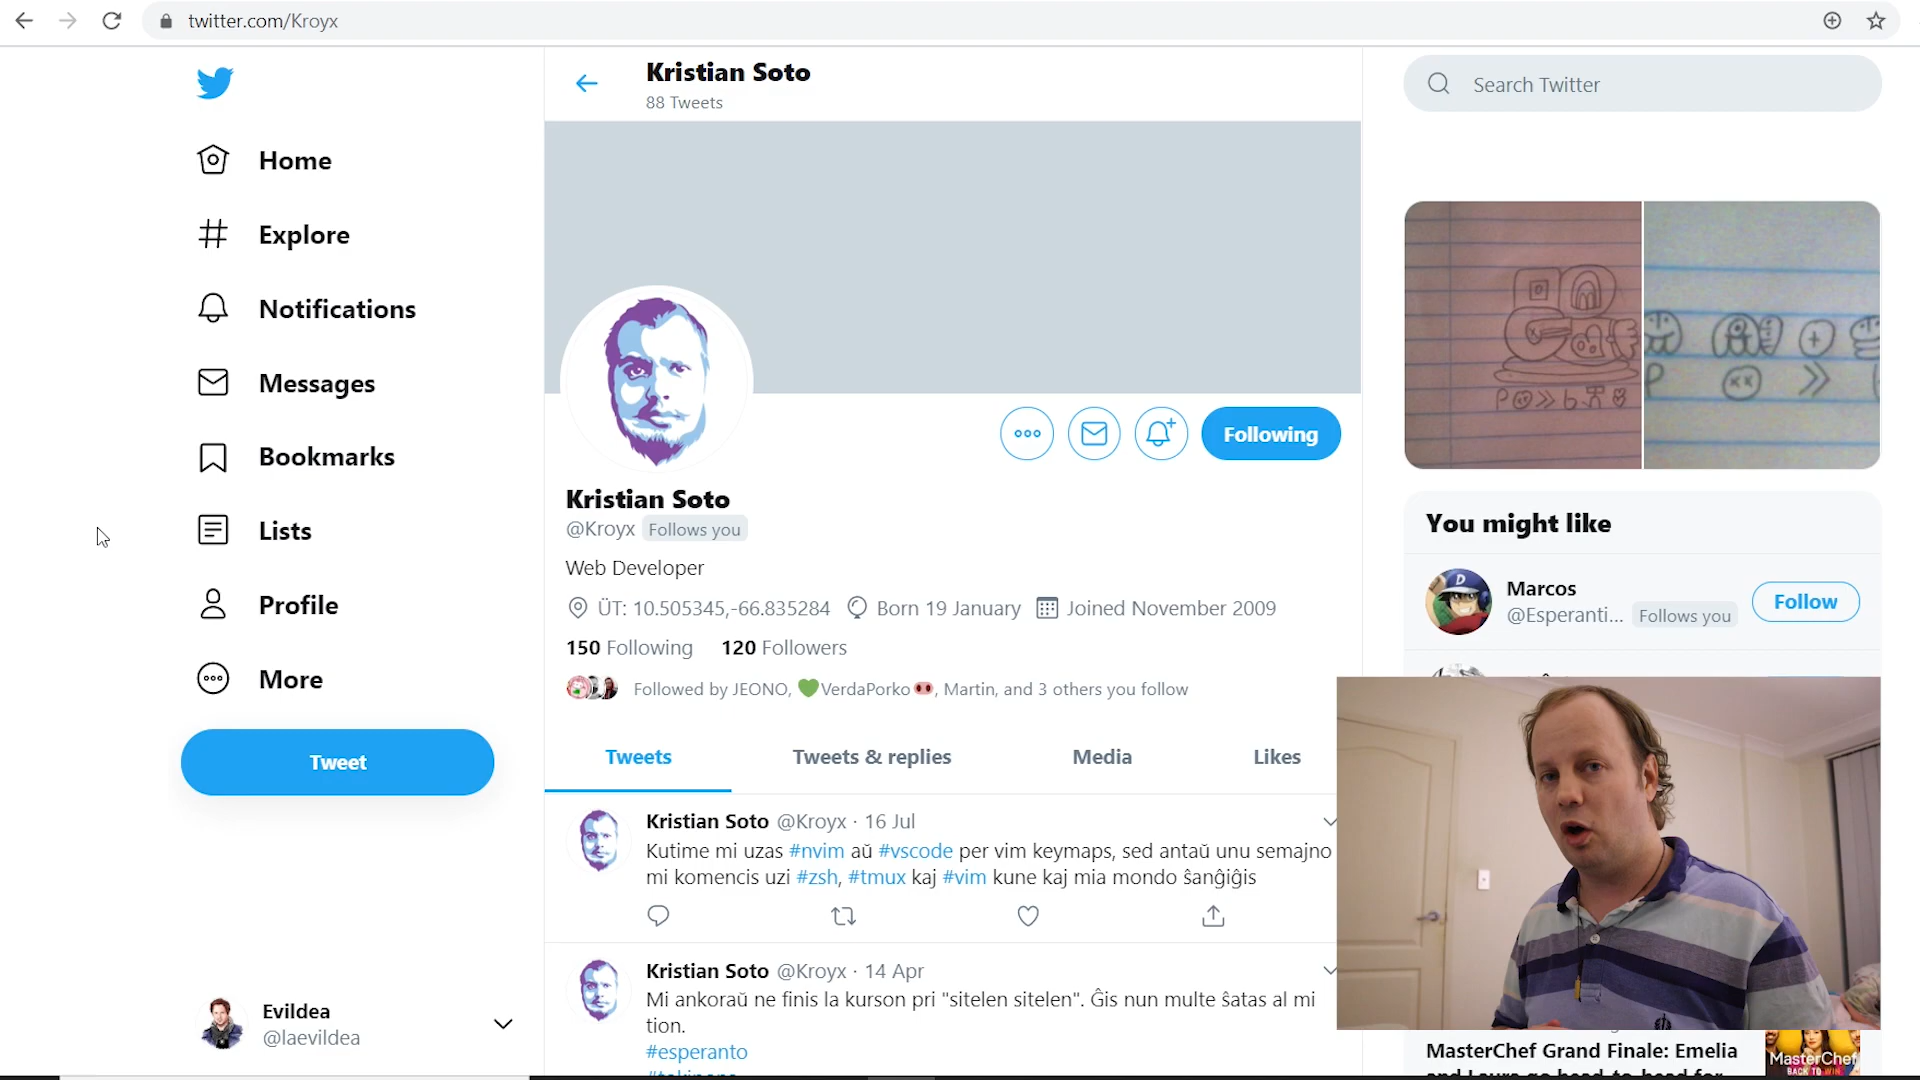 twitter.com/Kroyx
Kristian Soto
88 Tweets
Search Twitter
Home
Explore
Notifications
Messages
Bookmarks
Lists
Profile
More
Tweet
Evildea
@laevildea
Following
Kristian Soto
@Kroyx Follows you
Web Developer
ÜT: 10.505345,-66.835284 Born 19 January Joined November 2009
150 Following 120 Followers
Followed by JEONO, 💚VerdaPorko🐽, Martin, and 3 others you follow
Tweets Tweets & replies Media Likes
Kristian Soto @Kroyx · 16 Jul
Kutime mi uzas #nvim aŭ #vscode per vim keymaps, sed antaŭ unu semajno
mi komencis uzi #zsh, #tmux kaj #vim kune kaj mia mondo ŝanĝiĝis
Kristian Soto @Kroyx · 14 Apr
Mi ankoraŭ ne finis la kurson pri "sitelen sitelen". Ĝis nun multe ŝatas al mi
tion.
#esperanto
You might like
Marcos
@Esperanti... Follows you
Follow
MasterChef Grand Finale: Emelia
MasterChef
BACK TO WIN